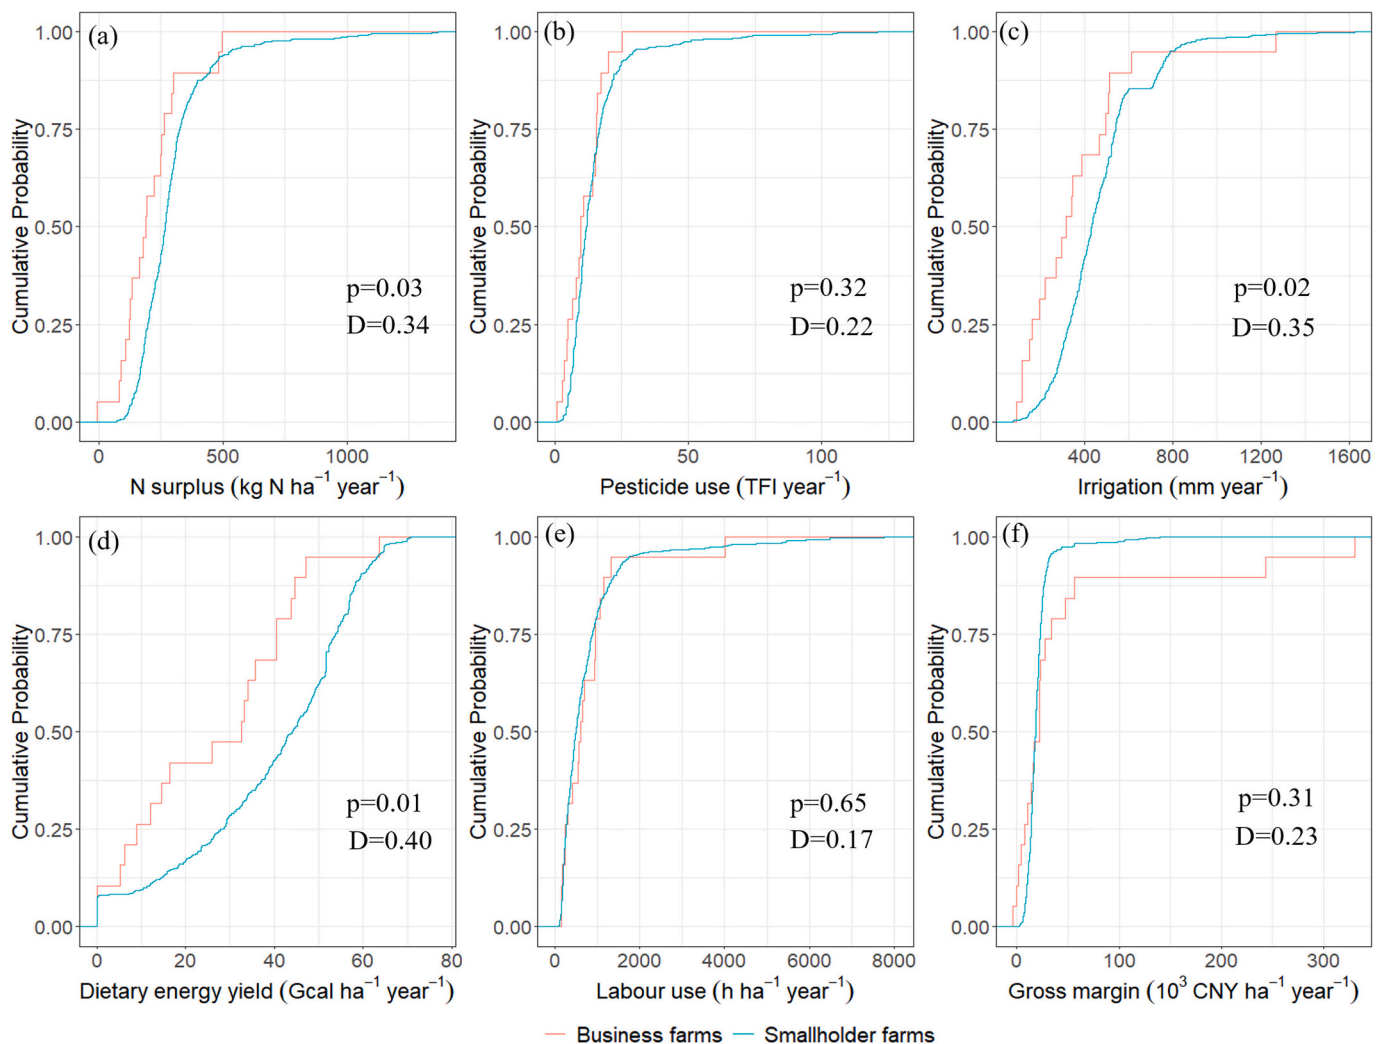 (a)
1.00
0.75
0.50
0.25
0.00
Cumulative Probability
p=0.03
D=0.34
0 500 1000
N surplus (kg N ha⁻¹ year⁻¹)
(b)
1.00
0.75
0.50
0.25
0.00
Cumulative Probability
p=0.32
D=0.22
0 50 100
Pesticide use (TFI year⁻¹)
(c)
1.00
0.75
0.50
0.25
0.00
Cumulative Probability
p=0.02
D=0.35
400 800 1200 1600
Irrigation (mm year⁻¹)
(d)
1.00
0.75
0.50
0.25
0.00
Cumulative Probability
p=0.01
D=0.40
0 20 40 60 80
Dietary energy yield (Gcal ha⁻¹ year⁻¹)
(e)
1.00
0.75
0.50
0.25
0.00
Cumulative Probability
p=0.65
D=0.17
0 2000 4000 6000 8000
Labour use (h ha⁻¹ year⁻¹)
(f)
1.00
0.75
0.50
0.25
0.00
Cumulative Probability
p=0.31
D=0.23
0 100 200 300
Gross margin (10³ CNY ha⁻¹ year⁻¹)
Business farms Smallholder farms